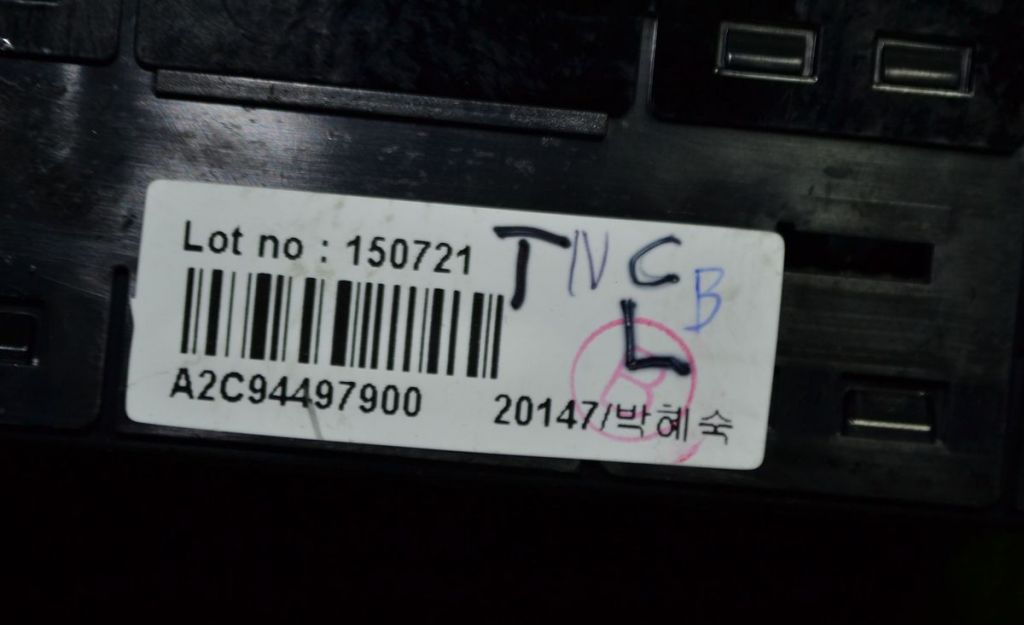 Lot no : 150721
T N C B
L
R
A2C94497900
20147/박혜숙